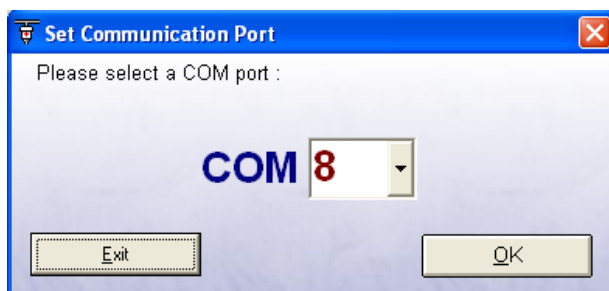 Set Communication Port
Please select a COM port :
COM 8
Exit
OK